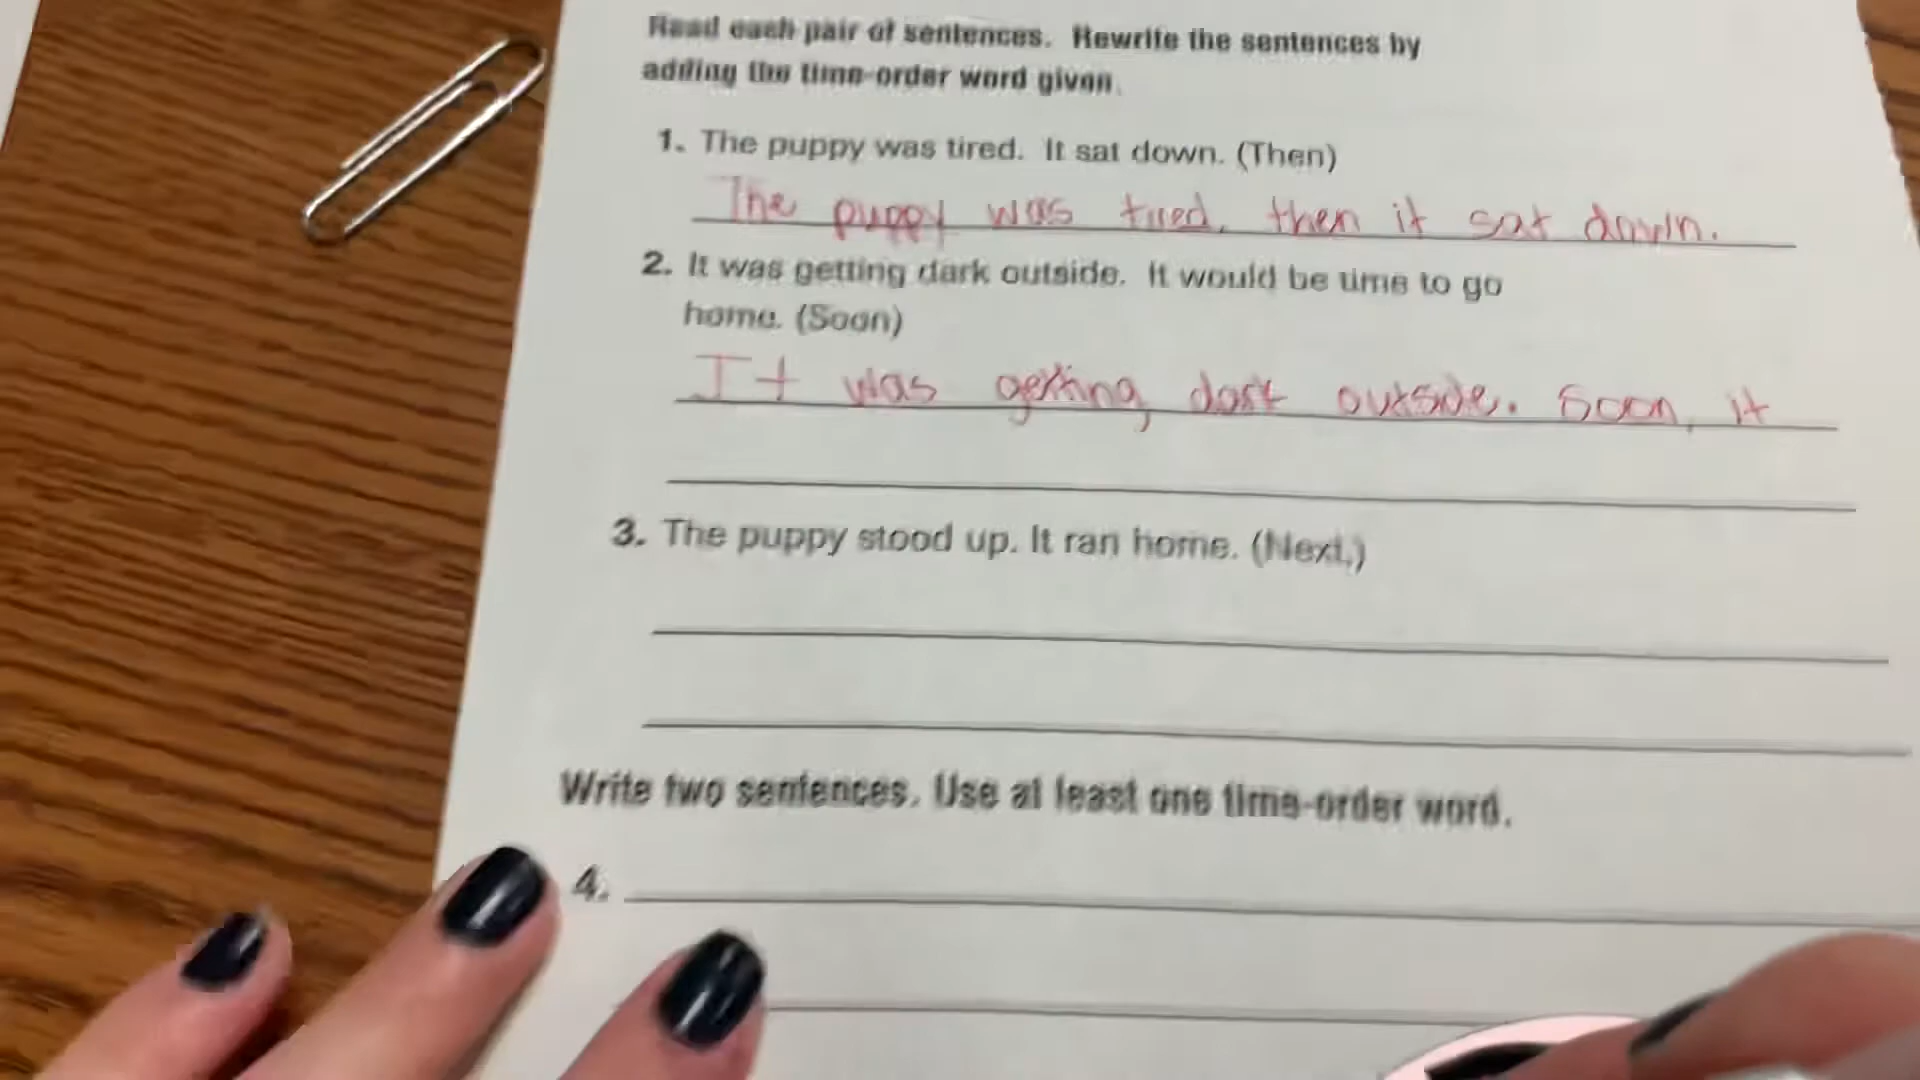 Read each pair of sentences. Rewrite the sentences by
adding the time-order word given.
1. The puppy was tired. It sat down. (Then)
The puppy was tired, then it sat down.
2. It was getting dark outside. It would be time to go
home. (Soon)
It was getting dark outside. Soon, it
3. The puppy stood up. It ran home. (Next,)
Write two sentences. Use at least one time-order word.
4.